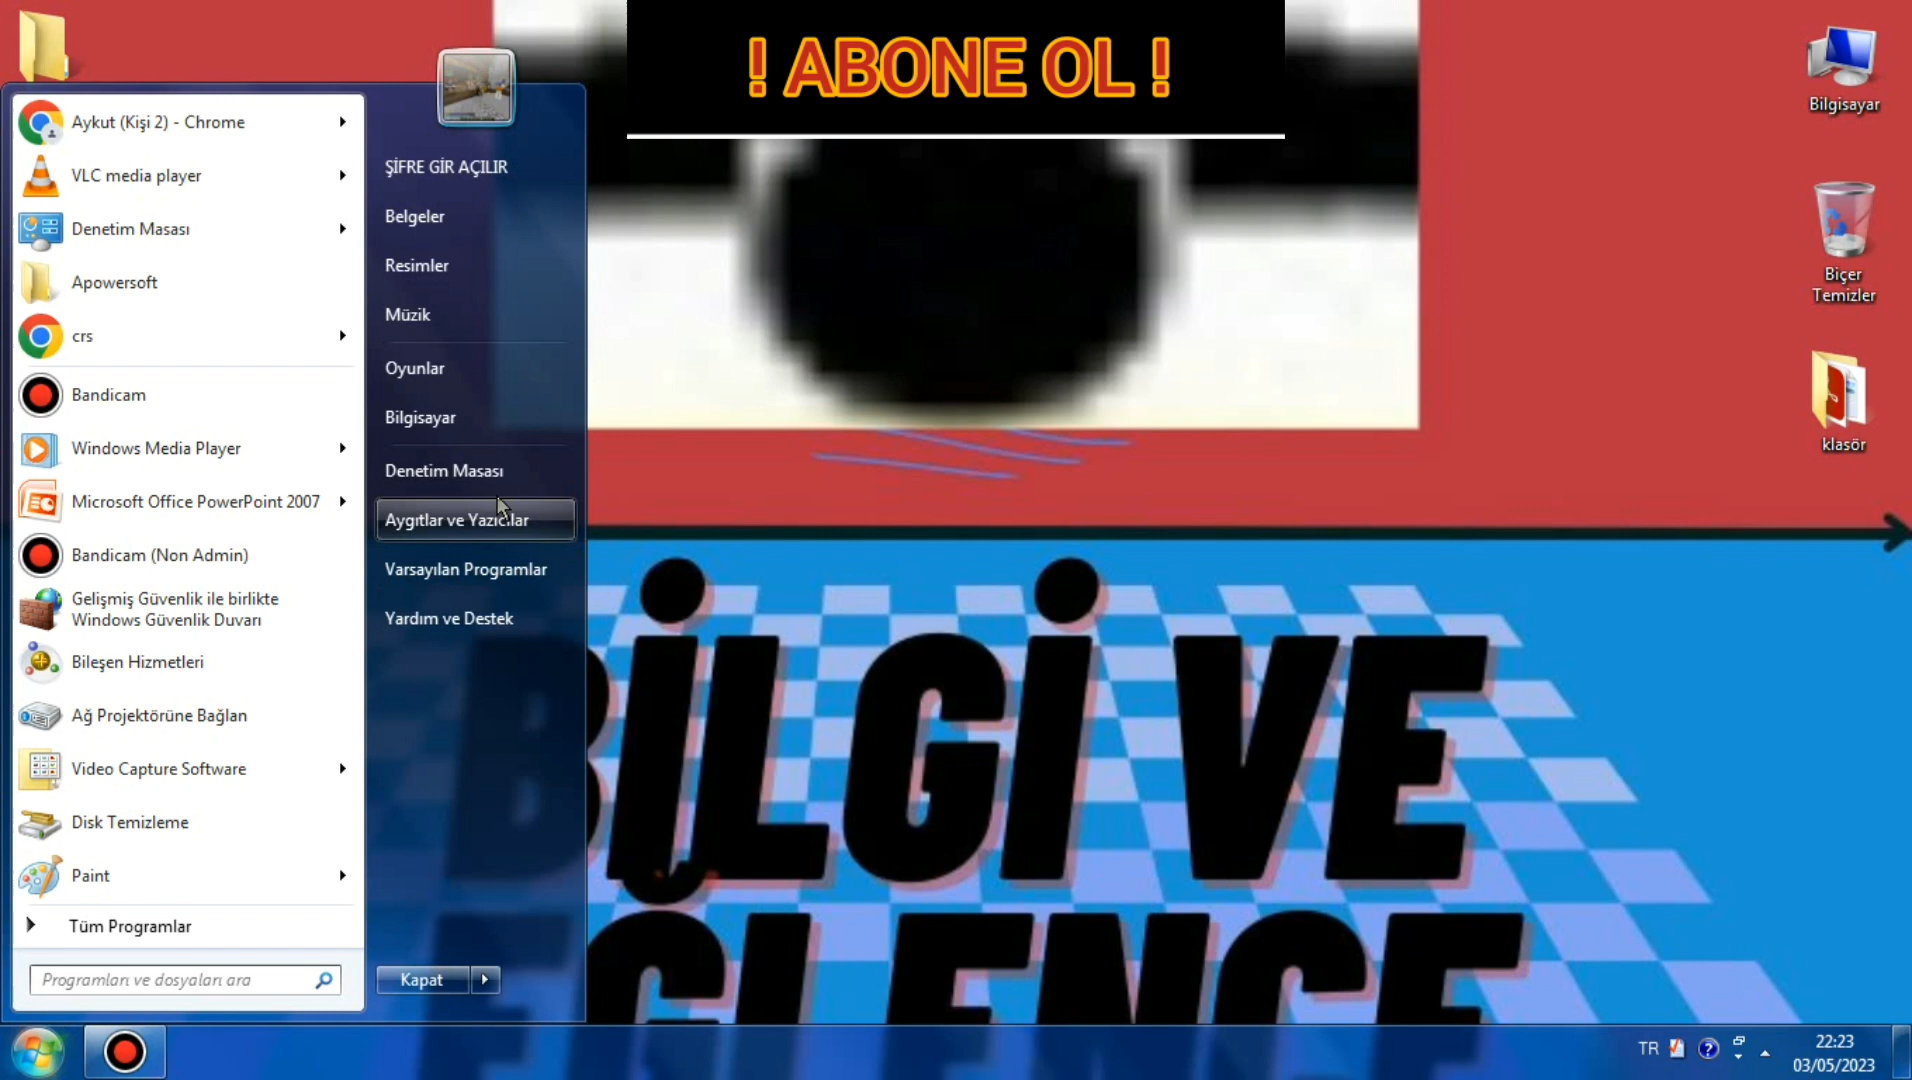 ! ABONE OL !
Aykut (Kişi 2) - Chrome
VLC media player
Denetim Masası
Apowersoft
crs
Bandicam
Windows Media Player
Microsoft Office PowerPoint 2007
Bandicam (Non Admin)
Gelişmiş Güvenlik ile birlikte
Windows Güvenlik Duvarı
Bileşen Hizmetleri
Ağ Projektörüne Bağlan
Video Capture Software
Disk Temizleme
Paint
Tüm Programlar
Programları ve dosyaları ara
ŞİFRE GİR AÇILIR
Belgeler
Resimler
Müzik
Oyunlar
Bilgisayar
Denetim Masası
Aygıtlar ve Yazıcılar
Varsayılan Programlar
Yardım ve Destek
Kapat
Bilgisayar
Biçer
Temizler
klasör
BİLGİ VE
EĞLENCE
TR
22:23
03/05/2023